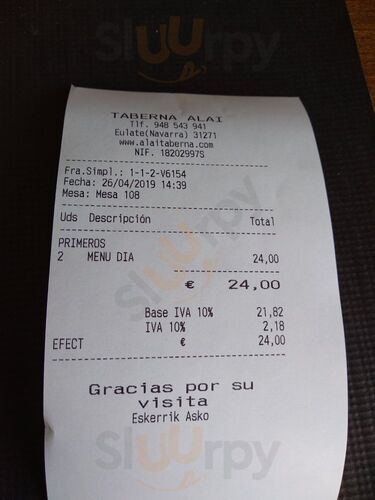 Sluurpy
TABERNA ALAI
Tlf. 948 543 941
Eulate(Navarra) 31271
www.alaitaberna.com
NIF. 18202997S
Fra.Simpl.: 1-1-2-V6154
Fecha: 26/04/2019 14:39
Mesa: Mesa 108
Uds Descripción Total
PRIMEROS
2 MENU DIA 24,00
€ 24,00
Sluurpy
Base IVA 10% 21,82
IVA 10% 2,18
EFECT € 24,00
Gracias por su
visita
Eskerrik Asko
Sluurpy